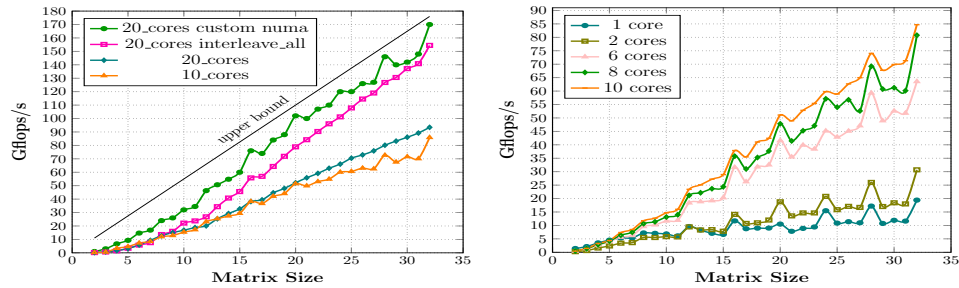 180
170
160
150
140
130
120
110
100
90
80
70
60
50
40
30
20
10
0
Gflops/s
20_cores custom numa
20_cores interleave_all
20_cores
10_cores
upper bound
0 5 10 15 20 25 30 35
Matrix Size
90
85
80
75
70
65
60
55
50
45
40
35
30
25
20
15
10
5
0
Gflops/s
1 core
2 cores
6 cores
8 cores
10 cores
0 5 10 15 20 25 30 35
Matrix Size